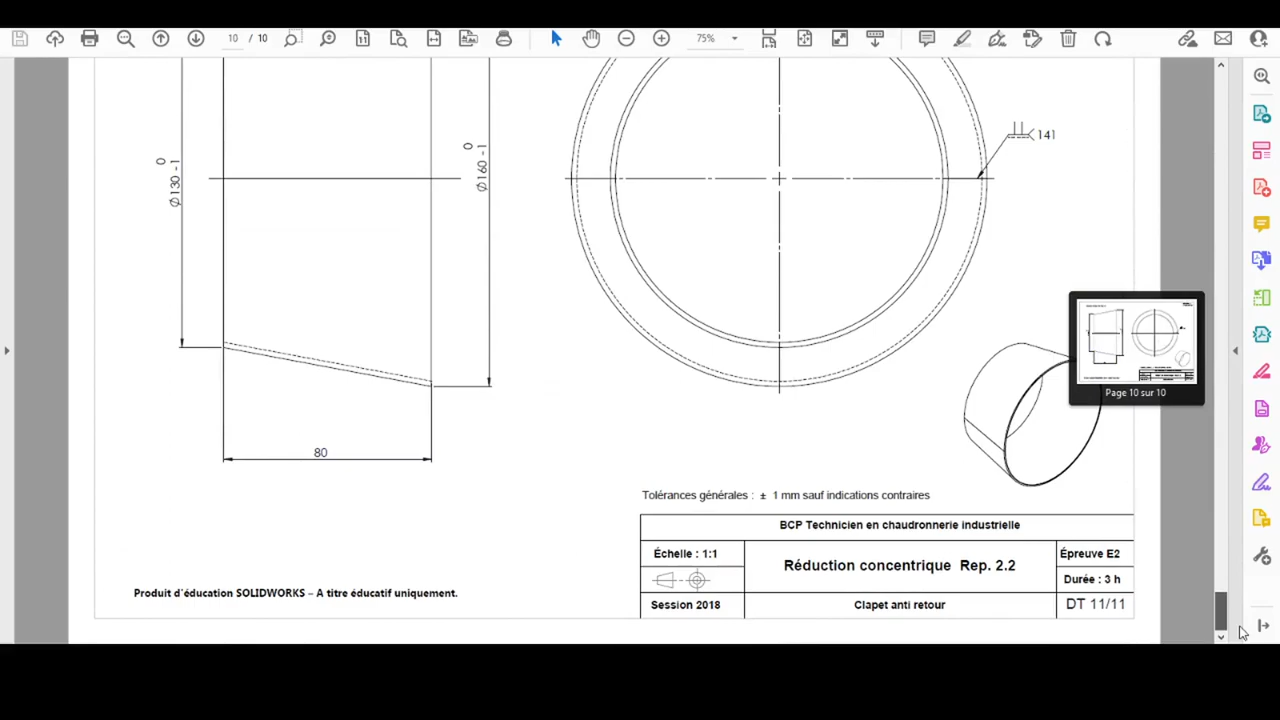 10 / 10
75%
0
Ø130 -1
0
Ø160 -1
141
80
Page 10 sur 10
Tolérances générales : ± 1 mm sauf indications contraires
BCP Technicien en chaudronnerie industrielle
Échelle : 1:1
Réduction concentrique Rep. 2.2
Épreuve E2
Durée : 3 h
Session 2018
Clapet anti retour
DT 11/11
Produit d'éducation SOLIDWORKS – A titre éducatif uniquement.